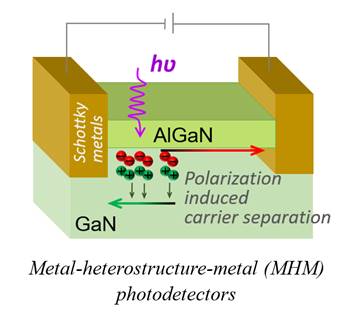 hυ
Schottky
metals
AlGaN
Polarization
induced
carrier separation
GaN
Metal-heterostructure-metal (MHM)
photodetectors